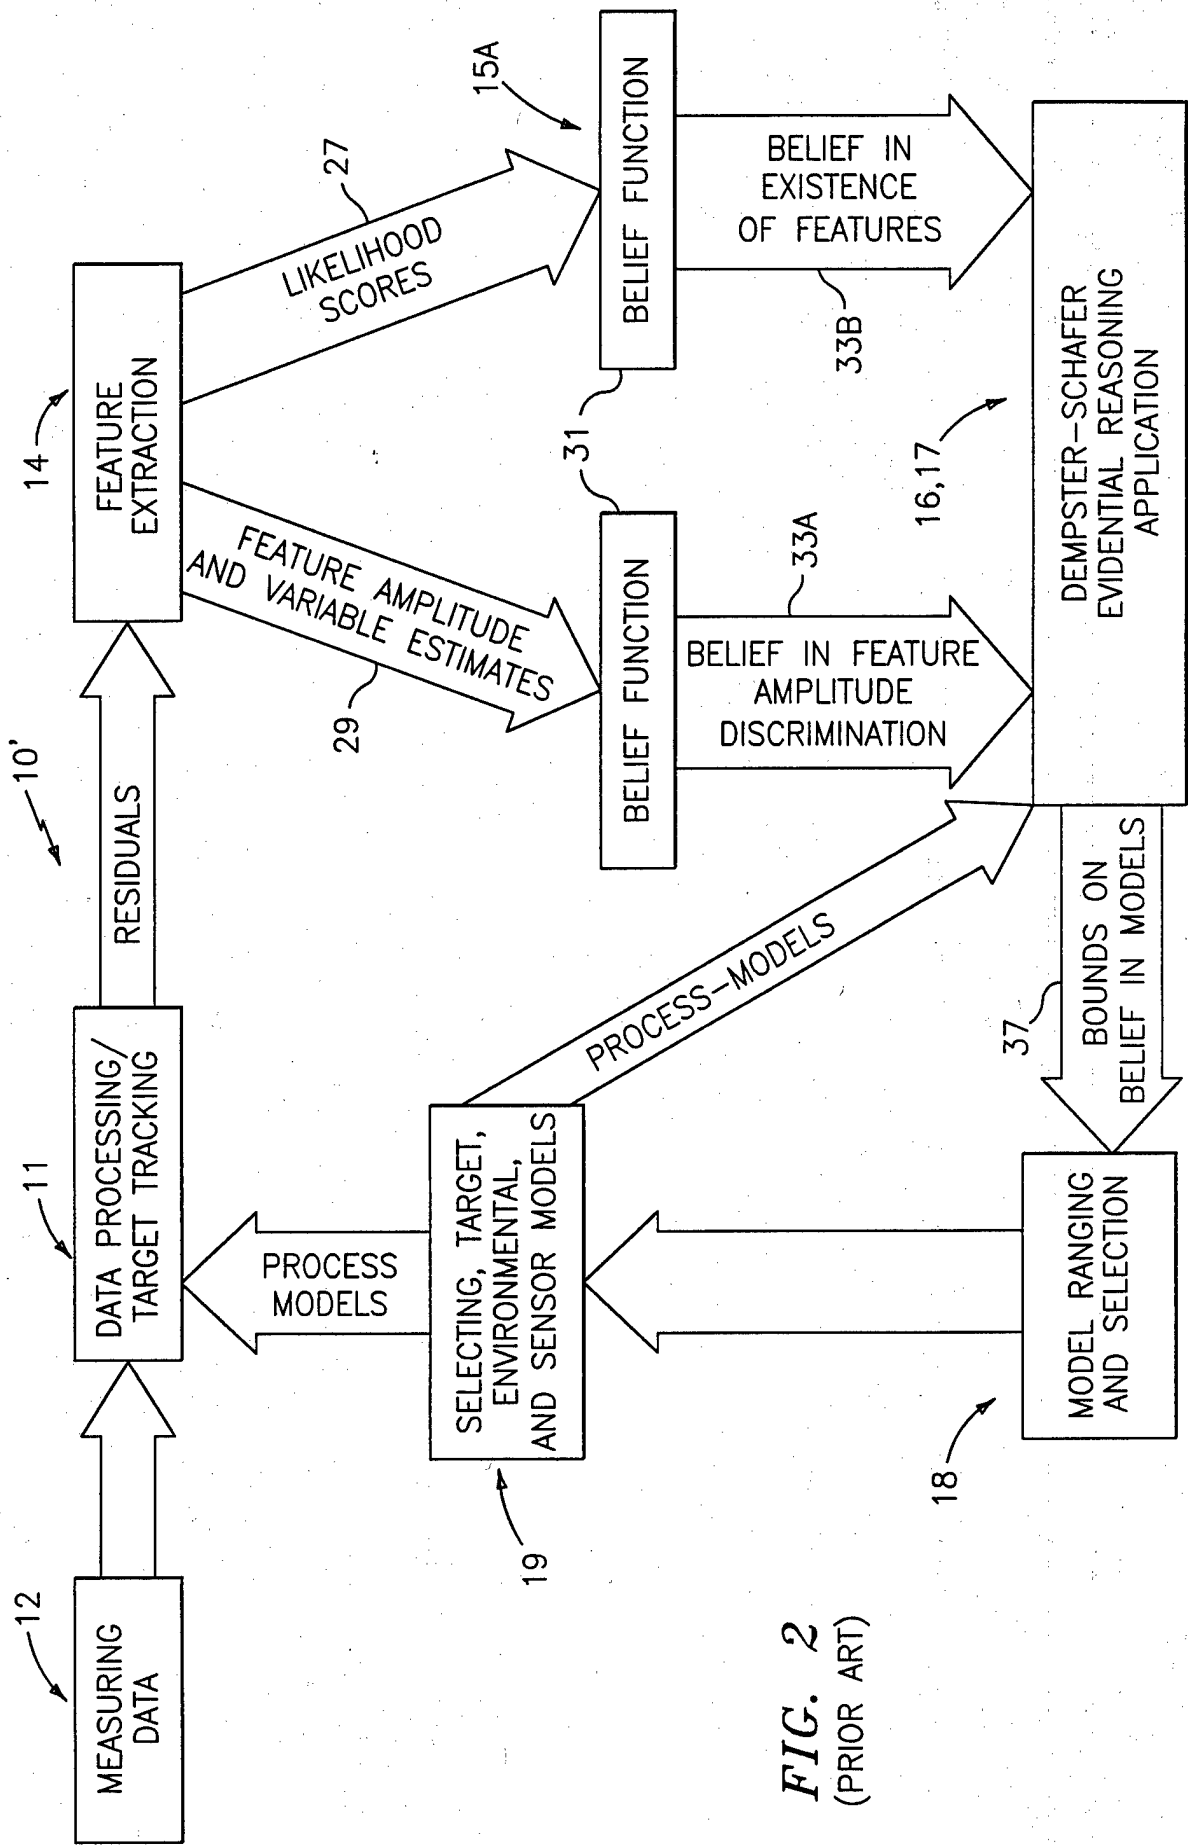 12
MEASURING
DATA
11
DATA PROCESSING/
TARGET TRACKING
10'
RESIDUALS
14
FEATURE
EXTRACTION
PROCESS
MODELS
29
FEATURE AMPLITUDE
AND VARIABLE ESTIMATES
LIKELIHOOD
SCORES
27
19
SELECTING, TARGET,
ENVIRONMENTAL,
AND SENSOR MODELS
PROCESS-MODELS
BELIEF FUNCTION
31
BELIEF FUNCTION
15A
BELIEF IN FEATURE
AMPLITUDE
DISCRIMINATION
33A
BELIEF IN
EXISTENCE
OF FEATURES
33B
16,17
DEMPSTER-SCHAFER
EVIDENTIAL REASONING
APPLICATION
37
BOUNDS ON
BELIEF IN MODELS
18
MODEL RANGING
AND SELECTION
FIG. 2
(PRIOR ART)